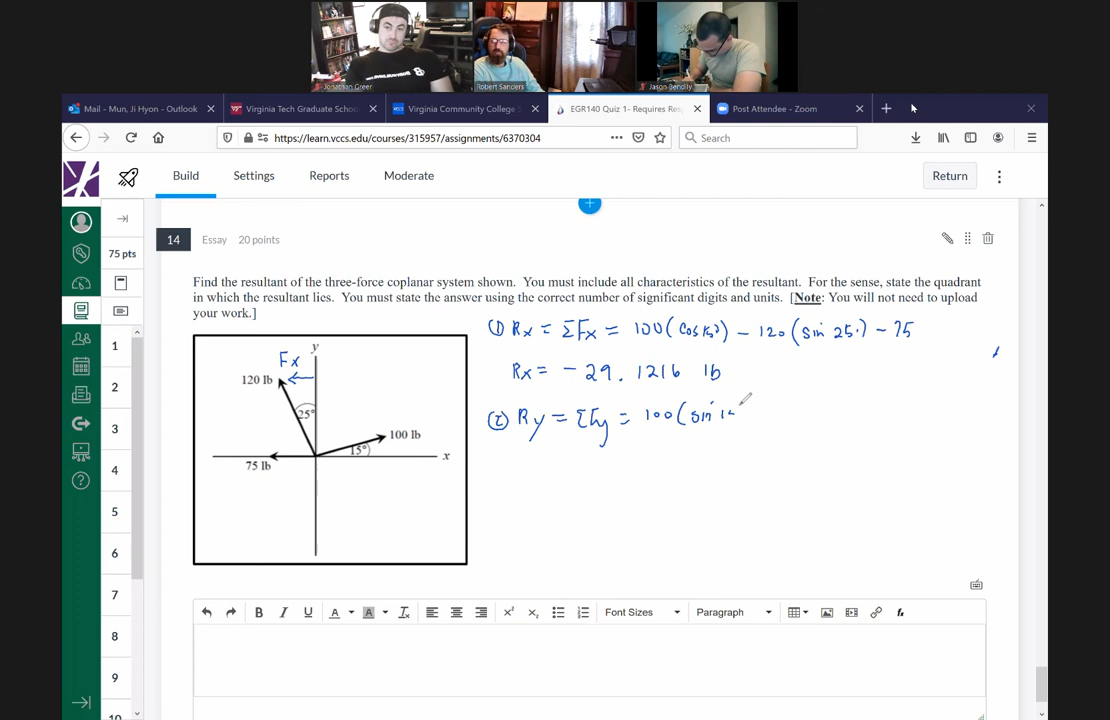 Jonathan Greer
Robert Sanders
Jason Dendily
Mail – Mun, Ji Hyon – Outlook
Virginia Tech Graduate School
Virginia Community College S
EGR140 Quiz 1- Requires Res
Post Attendee - Zoom
https://learn.vccs.edu/courses/315957/assignments/6370304
Search
Build
Settings
Reports
Moderate
Return
14
Essay 20 points
75 pts
Find the resultant of the three-force coplanar system shown. You must include all characteristics of the resultant. For the sense, state the quadrant
in which the resultant lies. You must state the answer using the correct number of significant digits and units. [Note: You will not need to upload
your work.]
① Rx = ΣFx = 100(cos 15°) - 120(sin 25°) - 75
Rx = -29.1216 lb
② Ry = ΣFy = 100(sin
Fx
y
120 lb
25°
100 lb
15°
x
75 lb
1
2
3
4
5
6
7
8
9
10
B I U A A
Font Sizes
Paragraph